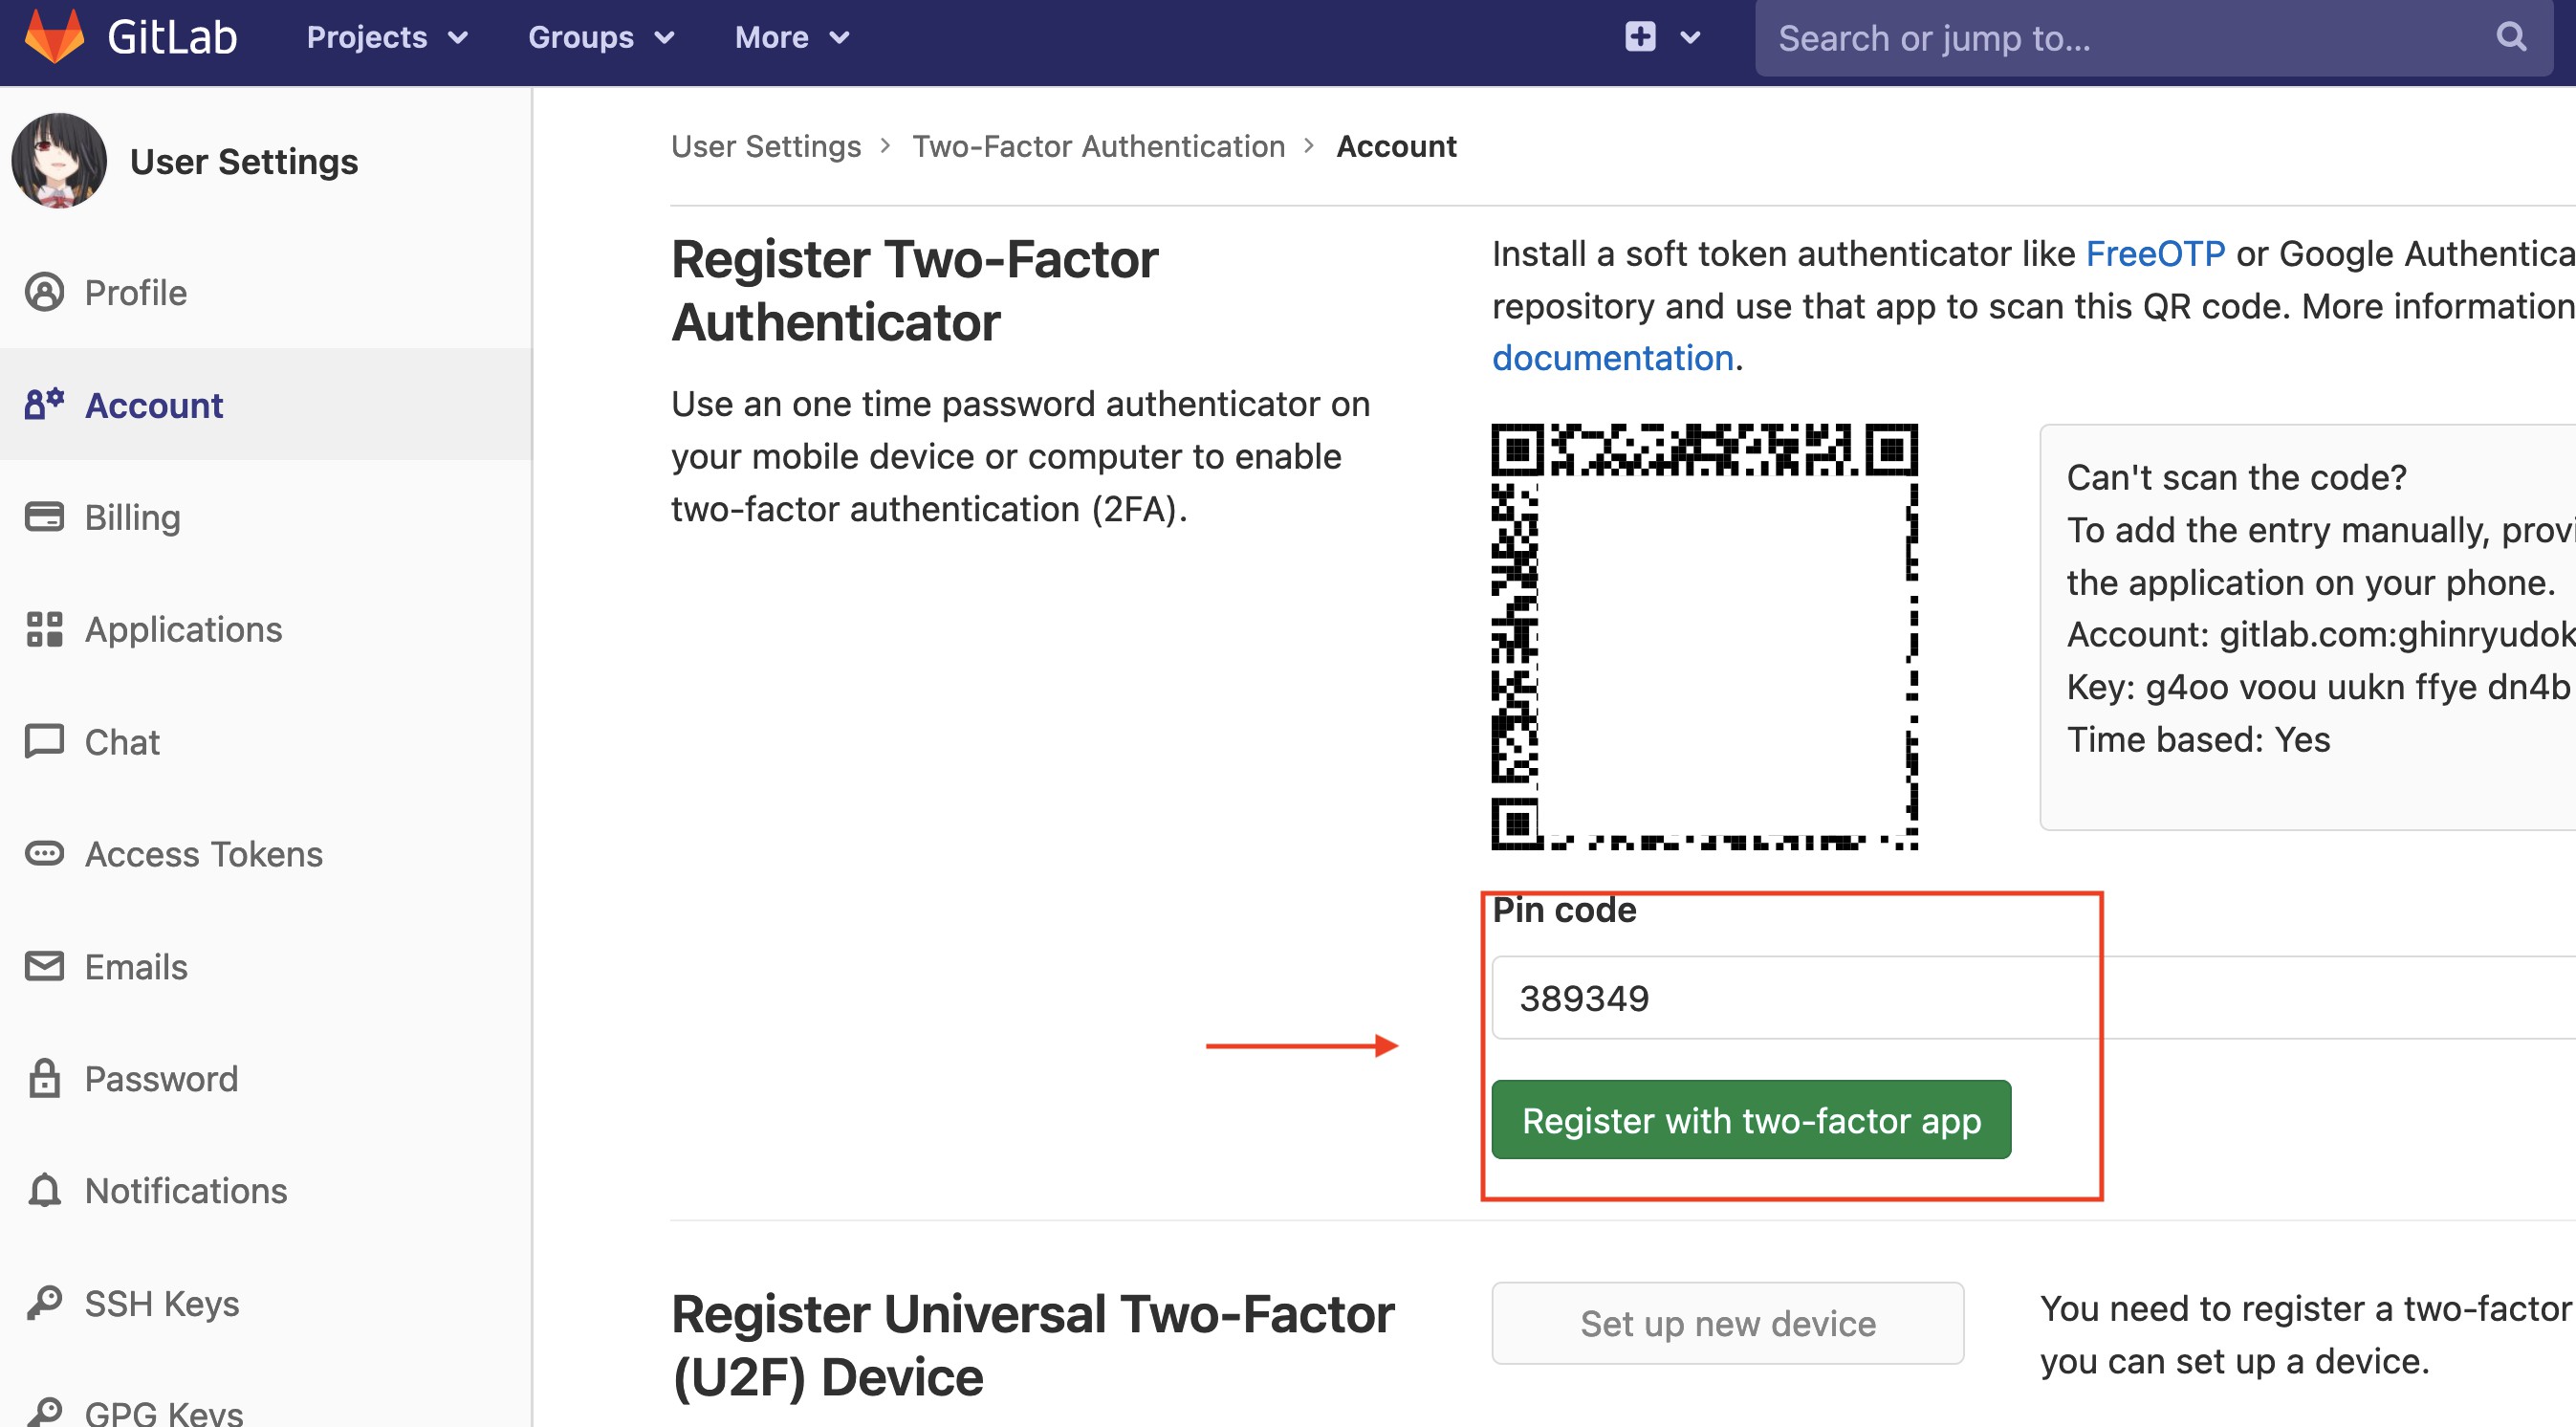 GitLab Projects Groups More Search or jump to...
User Settings
Profile
Account
Billing
Applications
Chat
Access Tokens
Emails
Password
Notifications
SSH Keys
GPG Keys
User Settings > Two-Factor Authentication > Account
Register Two-Factor
Authenticator
Use an one time password authenticator on
your mobile device or computer to enable
two-factor authentication (2FA).
Install a soft token authenticator like FreeOTP or Google Authentica
repository and use that app to scan this QR code. More information
documentation.
Can't scan the code?
To add the entry manually, provi
the application on your phone.
Account: gitlab.com:ghinryudok
Key: g4oo voou uukn ffye dn4b
Time based: Yes
Pin code
389349
Register with two-factor app
Register Universal Two-Factor
(U2F) Device
Set up new device
You need to register a two-factor
you can set up a device.